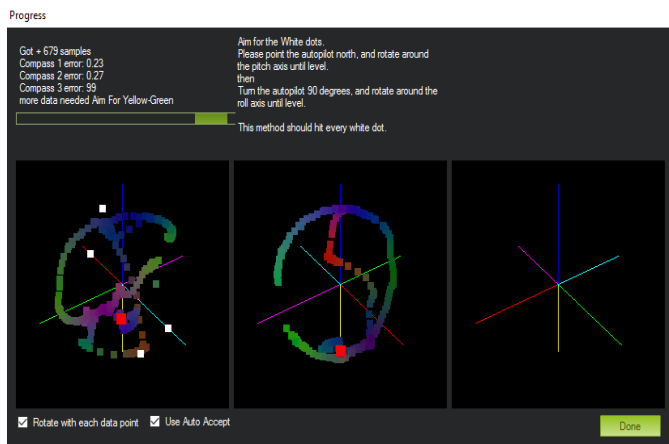 Progress
Got + 679 samples
Compass 1 error: 0.23
Compass 2 error: 0.27
Compass 3 error: 99
more data needed Aim For Yellow-Green
Aim for the White dots.
Please point the autopilot north, and rotate around
the pitch axis until level.
then
Turn the autopilot 90 degrees, and rotate around the
roll axis until level.
This method should hit every white dot.
Rotate with each data point
Use Auto Accept
Done